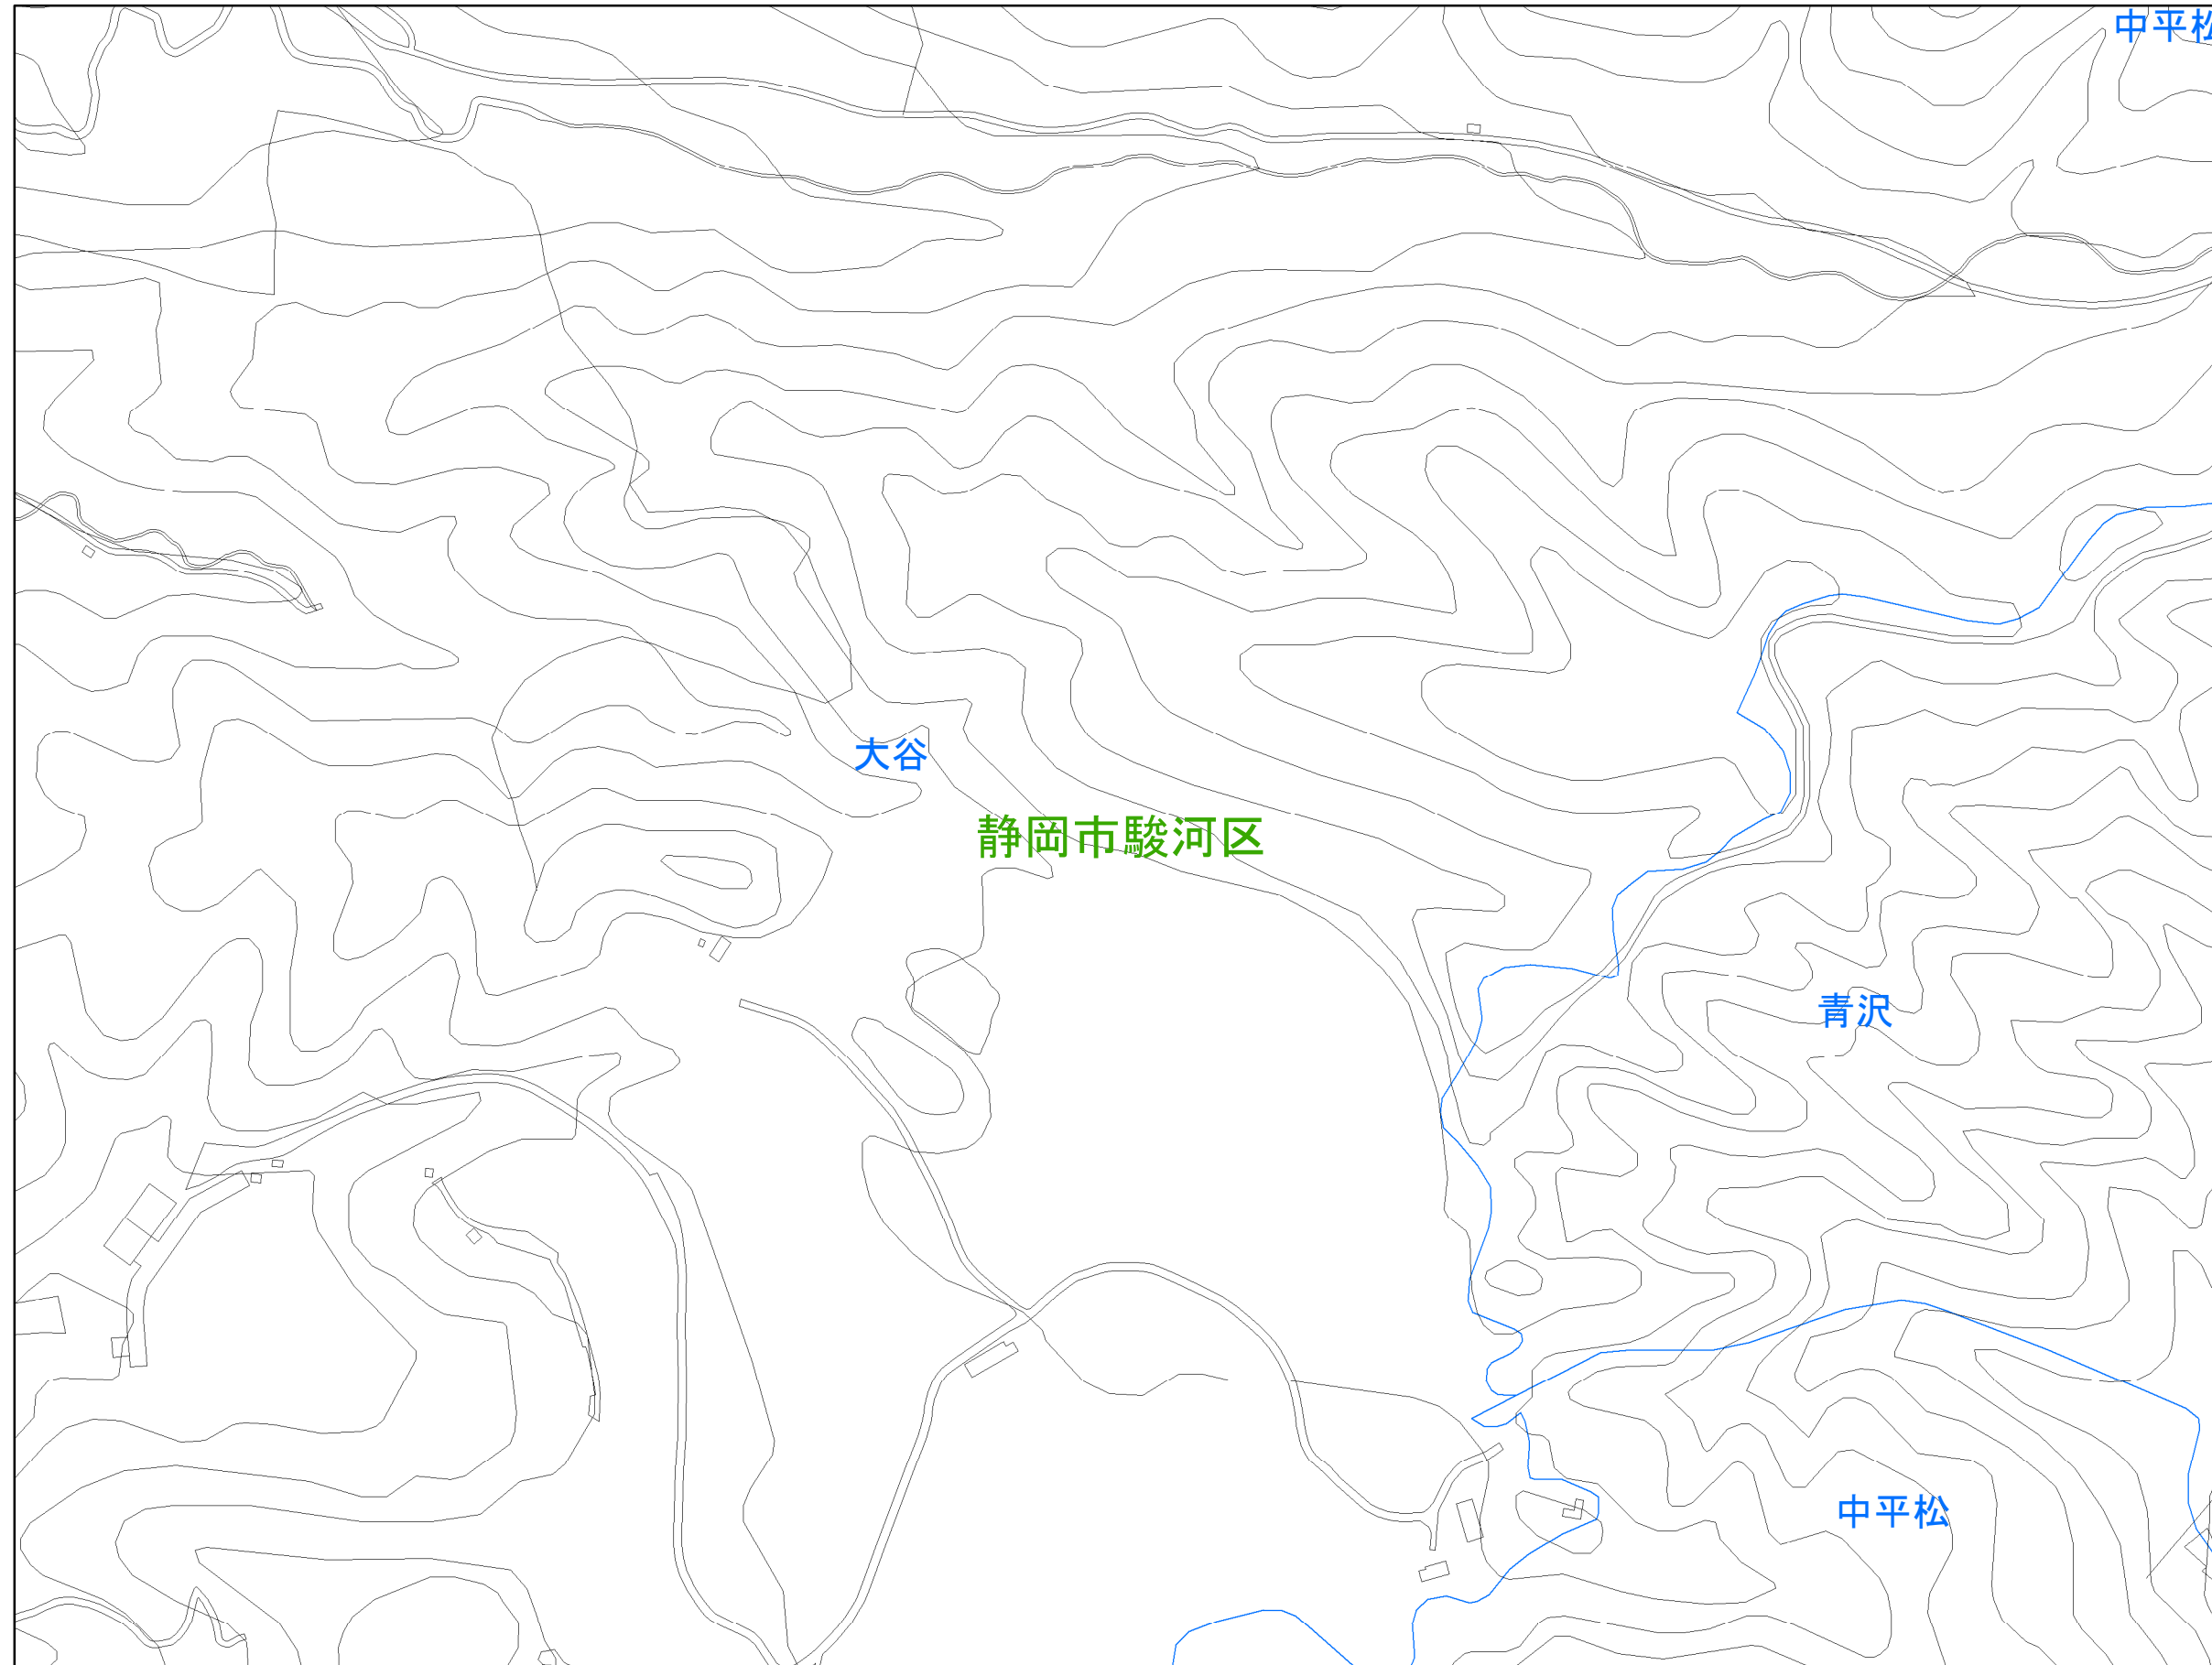 中平松
大谷
静岡市駿河区
青沢
中平松